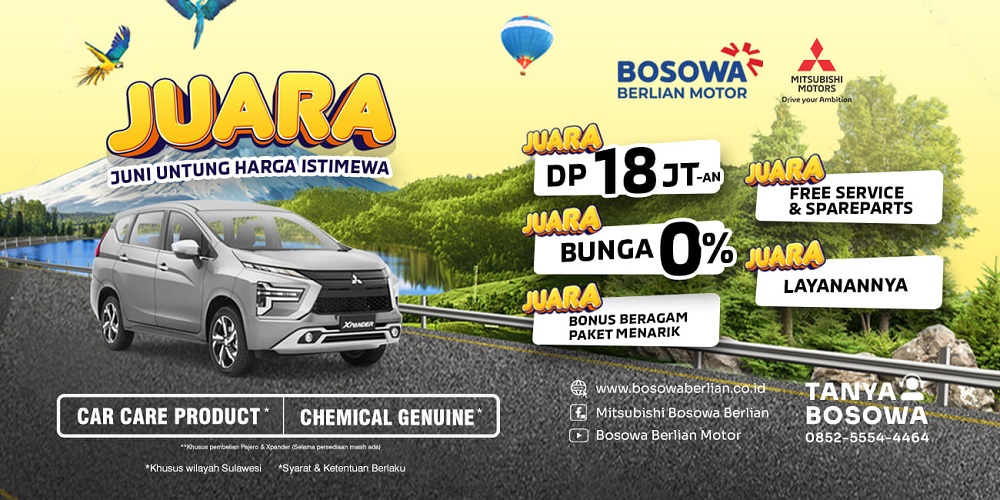 JUARA
JUNI UNTUNG HARGA ISTIMEWA
XPANDER
CAR CARE PRODUCT* CHEMICAL GENUINE*
**Khusus pembelian Pajero & Xpander (Selama persediaan masih ada)
*Khusus wilayah Sulawesi *Syarat & Ketentuan Berlaku
BOSOWA
BERLIAN MOTOR
MITSUBISHI
MOTORS
Drive your Ambition
JUARA
DP 18 JT-AN
JUARA
BUNGA 0%
JUARA
BONUS BERAGAM
PAKET MENARIK
JUARA
FREE SERVICE
& SPAREPARTS
JUARA
LAYANANNYA
www.bosowaberlian.co.id
Mitsubishi Bosowa Berlian
Bosowa Berlian Motor
TANYA
BOSOWA
0852-5554-4464